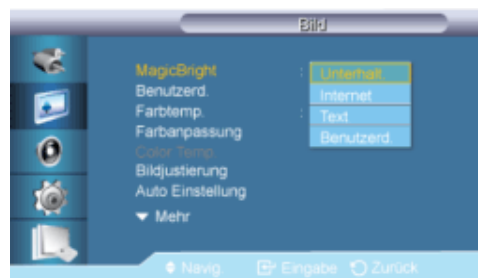 Bild
MagicBright : Unterhalt.
Benutzerd. Internet
Farbtemp. : Text
Farbanpassung Benutzerd.
Color Temp.
Bildjustierung
Auto Einstellung
Mehr
Navig. Eingabe Zurück